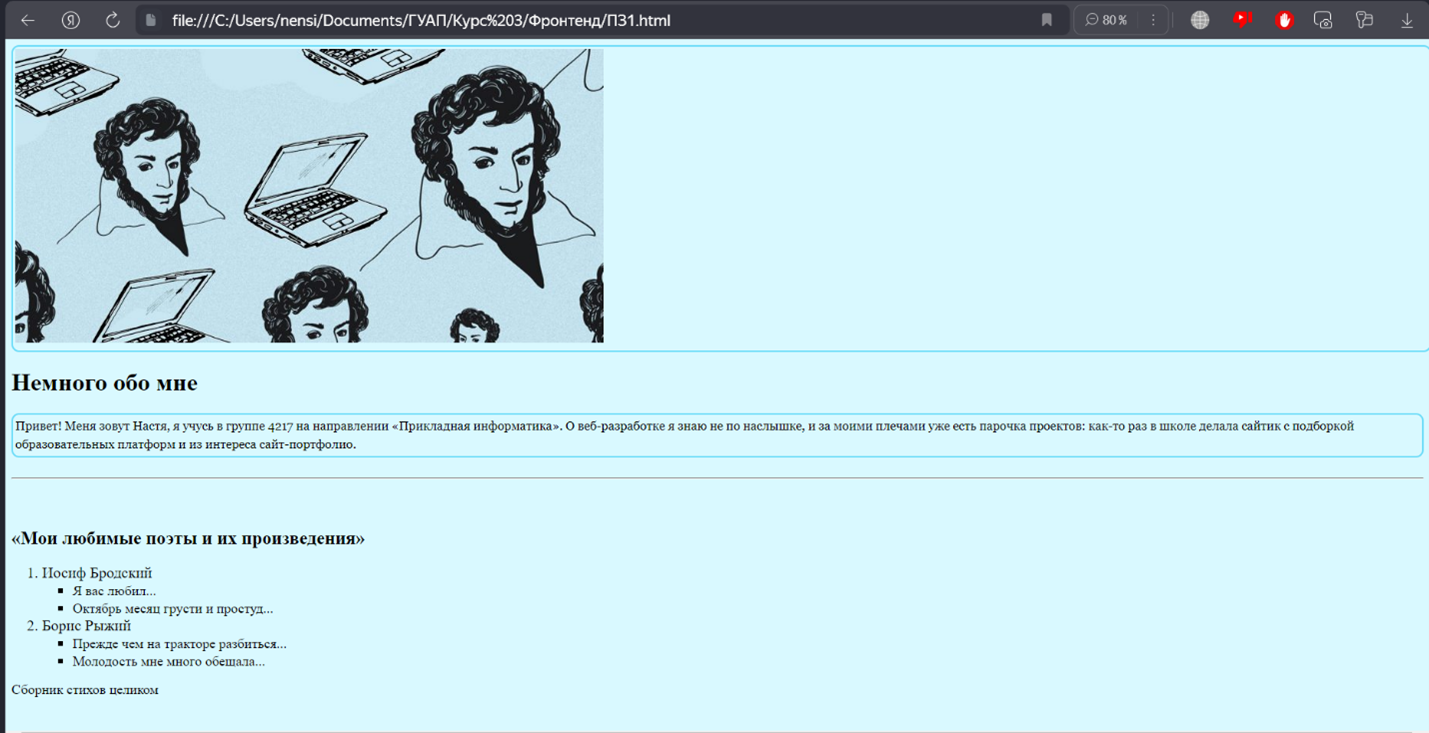 file:///C:/Users/nensi/Documents/ГУАП/Курс%203/Фронтенд/ПЗ1.html
80 %
Немного обо мне
Привет! Меня зовут Настя, я учусь в группе 4217 на направлении «Прикладная информатика». О веб-разработке я знаю не по наслышке, и за моими плечами уже есть парочка проектов: как-то раз в школе делала сайтик с подборкой
образовательных платформ и из интереса сайт-портфолио.
«Мои любимые поэты и их произведения»
1. Иосиф Бродский
▪ Я вас любил...
▪ Октябрь месяц грусти и простуд...
2. Борис Рыжий
▪ Прежде чем на тракторе разбиться...
▪ Молодость мне много обещала...
Сборник стихов целиком